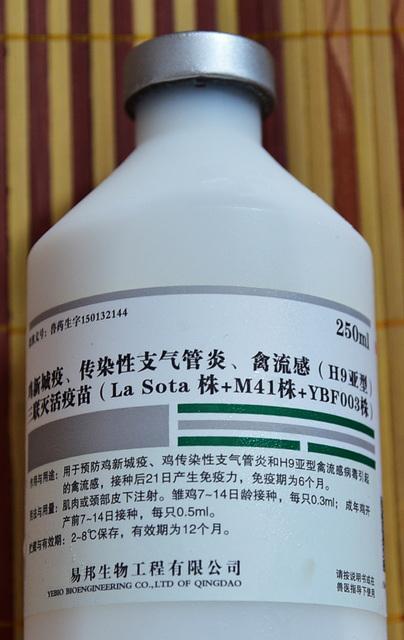 准文号: 兽药生字150132144
250ml
鸡新城疫、传染性支气管炎、禽流感（H9亚型）
三联灭活疫苗（La Sota 株+M41株+YBF003株）
作用与用途: 用于预防鸡新城疫、鸡传染性支气管炎和H9亚型禽流感病毒引起
的禽流感，接种后21日产生免疫力，免疫期为6个月。
用法与用量: 肌肉或颈部皮下注射。雏鸡7~14日龄接种，每只0.3ml；成年鸡开
产前7~14日接种，每只0.5ml。
贮藏与有效期: 2~8℃保存，有效期为12个月。
易邦生物工程有限公司
YEBIO BIOENGINEERING CO.,LTD OF QINGDAO
请按说明书或在
兽医指导下使用